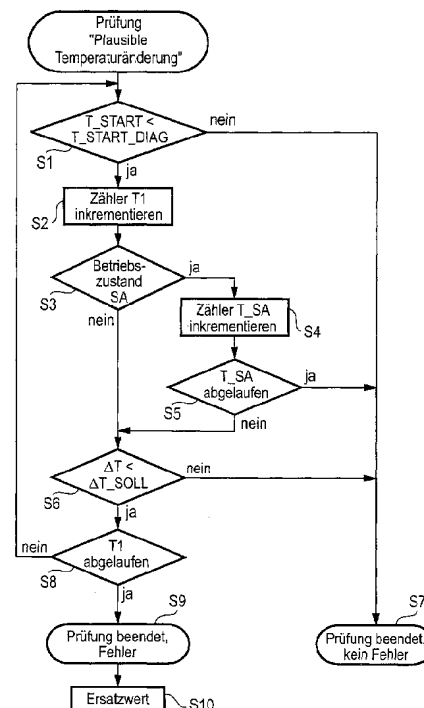 Prüfung
"Plausible
Temperaturänderung"
T_START <
T_START_DIAG
nein
S1
ja
Zähler T1
inkrementieren
S2
Betriebs-
zustand
SA
ja
S3
nein
Zähler T_SA
inkrementieren
S4
T_SA
abgelaufen
ja
S5
nein
ΔT <
ΔT_SOLL
nein
S6
ja
nein
T1
abgelaufen
S8
ja
S9
Prüfung beendet,
Fehler
S7
Prüfung beendet,
kein Fehler
Ersatzwert
S10